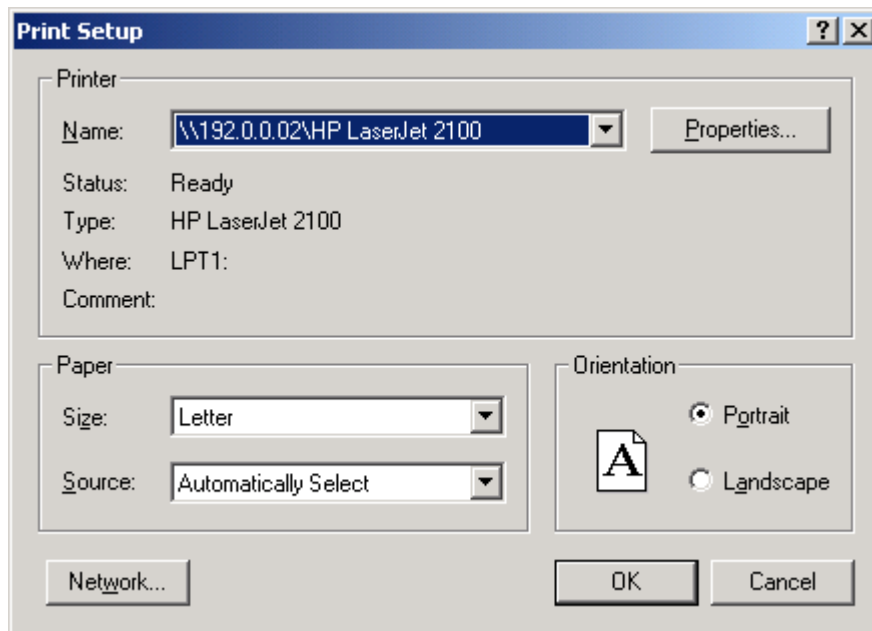 Print Setup
Printer
Name: \\192.0.0.02\HP LaserJet 2100 Properties...
Status: Ready
Type: HP LaserJet 2100
Where: LPT1:
Comment:
Paper
Size: Letter
Source: Automatically Select
Orientation
A
Portrait
Landscape
Network... OK Cancel